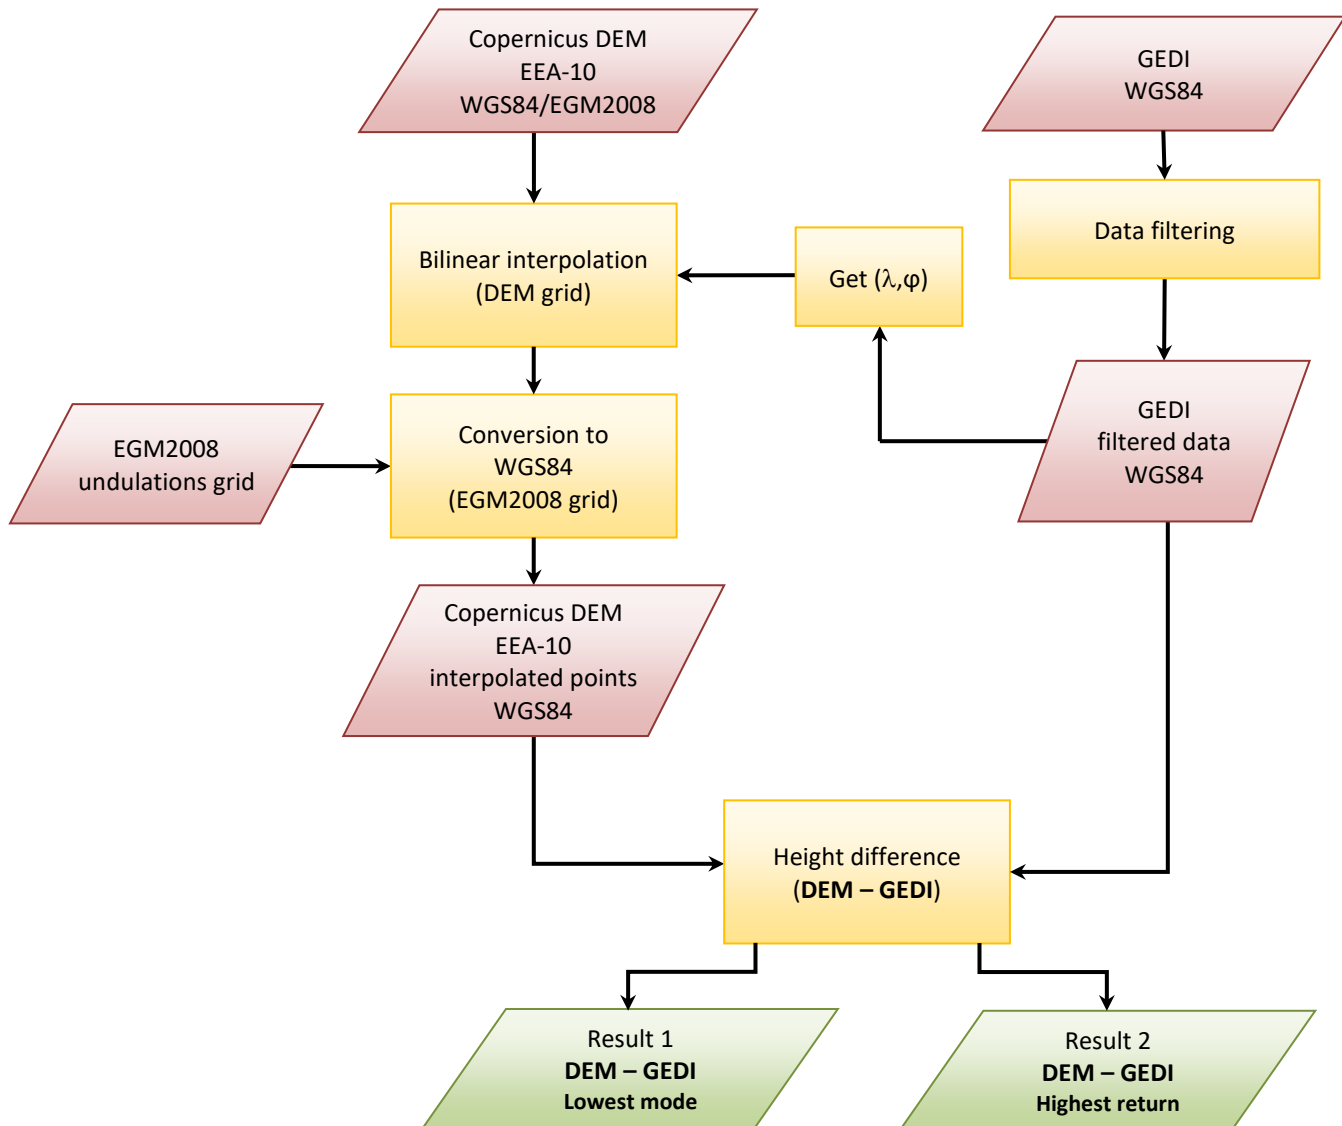 Copernicus DEM
EEA-10
WGS84/EGM2008
GEDI
WGS84
Data filtering
Bilinear interpolation
(DEM grid)
Get (λ,φ)
GEDI
filtered data
WGS84
EGM2008
undulations grid
Conversion to
WGS84
(EGM2008 grid)
Copernicus DEM
EEA-10
interpolated points
WGS84
Height difference
(DEM – GEDI)
Result 1
DEM – GEDI
Lowest mode
Result 2
DEM – GEDI
Highest return